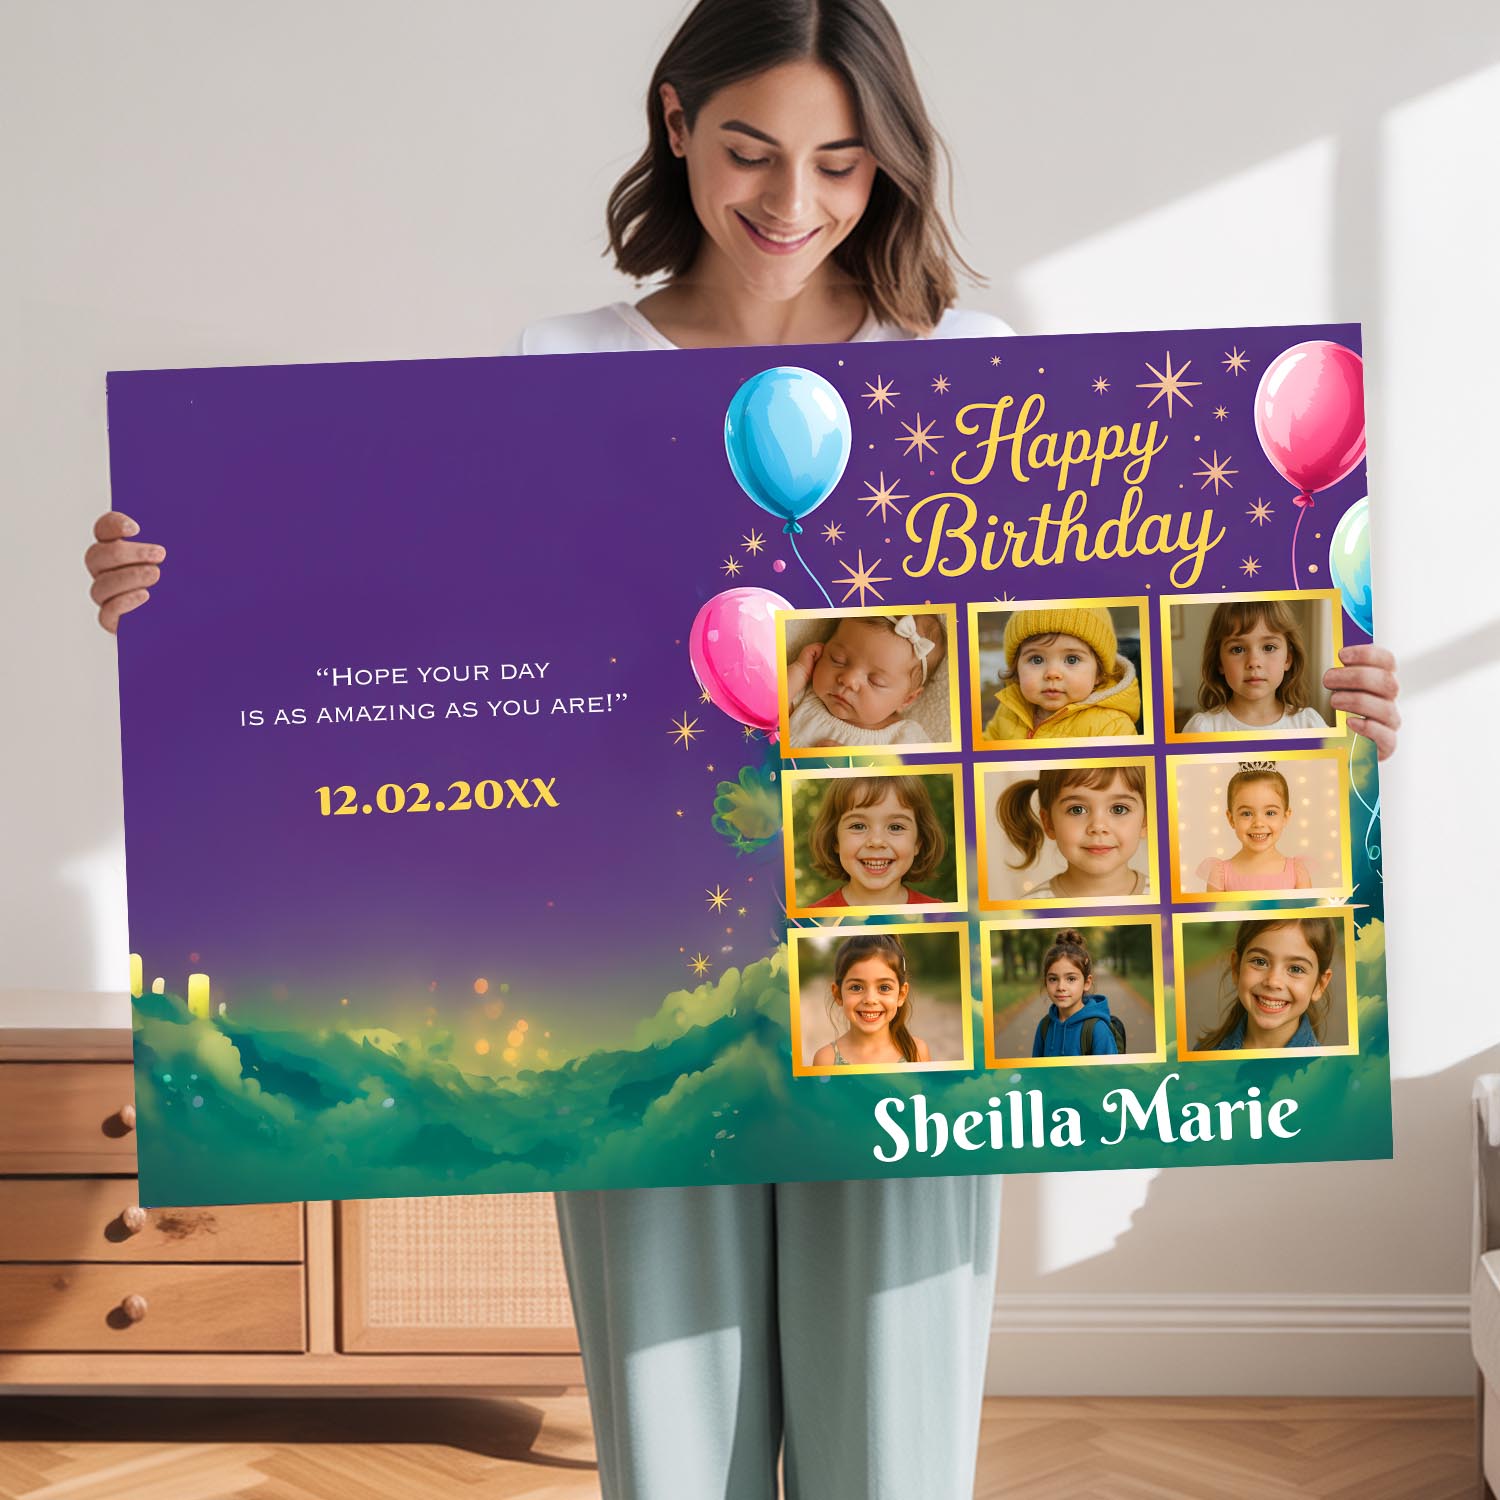 Happy
Birthday
“HOPE YOUR DAY
IS AS AMAZING AS YOU ARE!”
12.02.20XX
Sheilla Marie